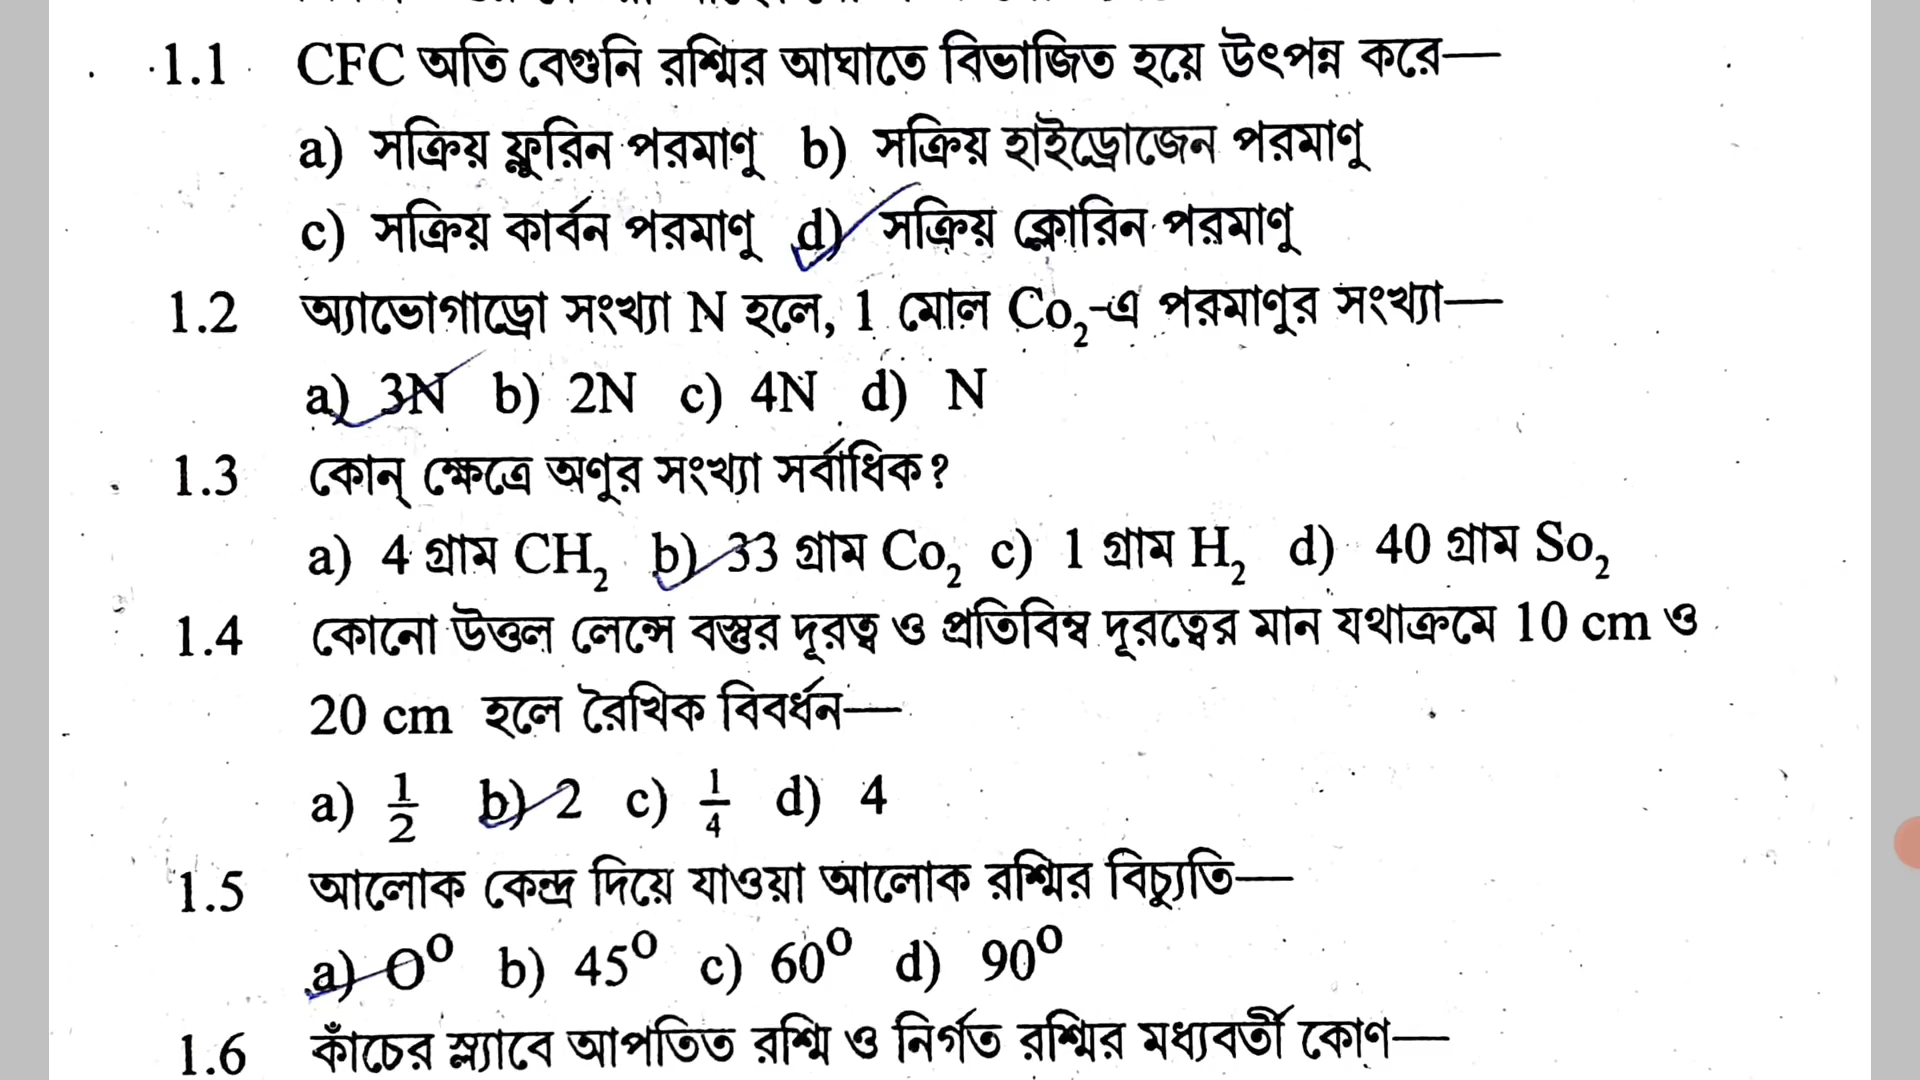 1.1 CFC অতি বেগুনি রশ্মির আঘাতে বিভাজিত হয়ে উৎপন্ন করে—
a) সক্রিয় ফ্লুরিন পরমাণু b) সক্রিয় হাইড্রোজেন পরমাণু
c) সক্রিয় কার্বন পরমাণু d) সক্রিয় ক্লোরিন পরমাণু
1.2 অ্যাভোগাড্রো সংখ্যা N হলে, 1 মোল Co₂-এ পরমাণুর সংখ্যা—
a) 3N b) 2N c) 4N d) N
1.3 কোন্ ক্ষেত্রে অণুর সংখ্যা সর্বাধিক?
a) 4 গ্রাম CH₂ b) 33 গ্রাম Co₂ c) 1 গ্রাম H₂ d) 40 গ্রাম So₂
1.4 কোনো উত্তল লেন্সে বস্তুর দূরত্ব ও প্রতিবিম্ব দূরত্বের মান যথাক্রমে 10 cm ও
20 cm হলে রৈখিক বিবর্ধন—
a) 1/2 b) 2 c) 1/4 d) 4
1.5 আলোক কেন্দ্র দিয়ে যাওয়া আলোক রশ্মির বিচ্যুতি—
a) 0⁰ b) 45⁰ c) 60⁰ d) 90⁰
1.6 কাঁচের স্ল্যাবে আপতিত রশ্মি ও নির্গত রশ্মির মধ্যবর্তী কোণ—